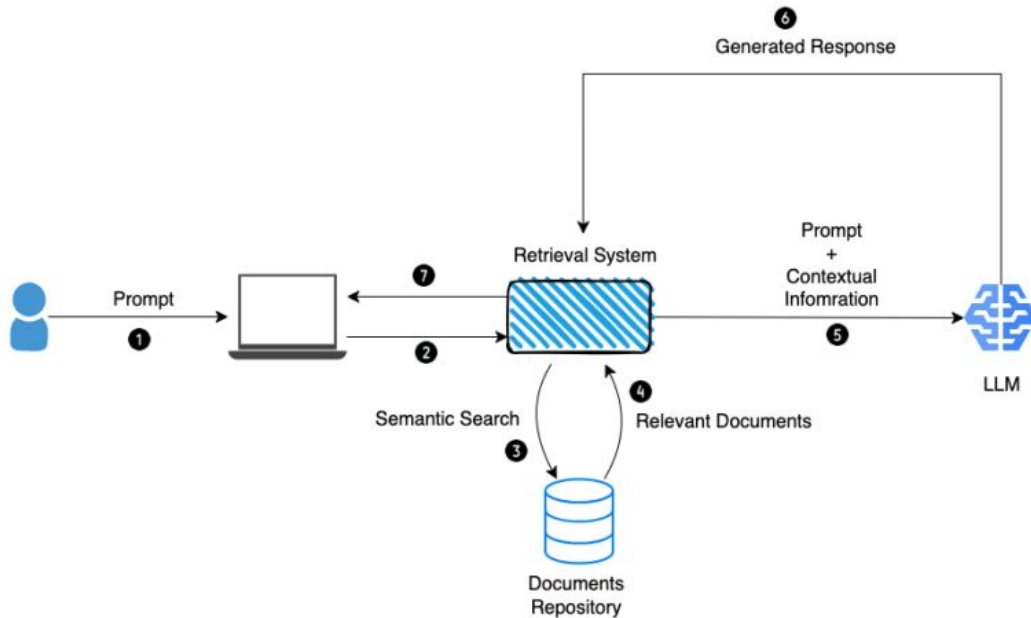 6
Generated Response
Retrieval System
Prompt
+
Contextual
Infomration
5
LLM
7
Prompt
1
2
4
Semantic Search
Relevant Documents
3
Documents
Repository